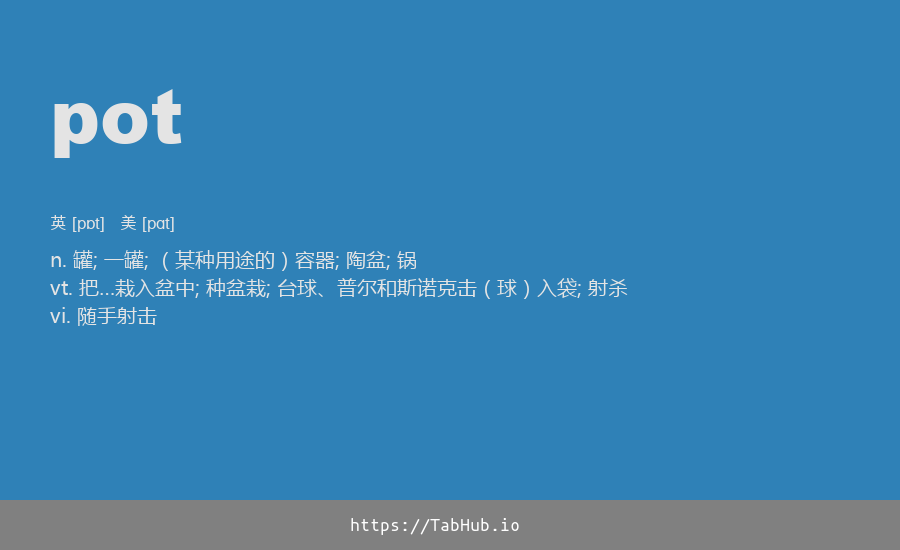 pot
英 [pɒt] 美 [pɑt]
n. 罐; 一罐; （某种用途的）容器; 陶盆; 锅
vt. 把...栽入盆中; 种盆栽; 台球、普尔和斯诺克击（球）入袋; 射杀
vi. 随手射击
https://TabHub.io